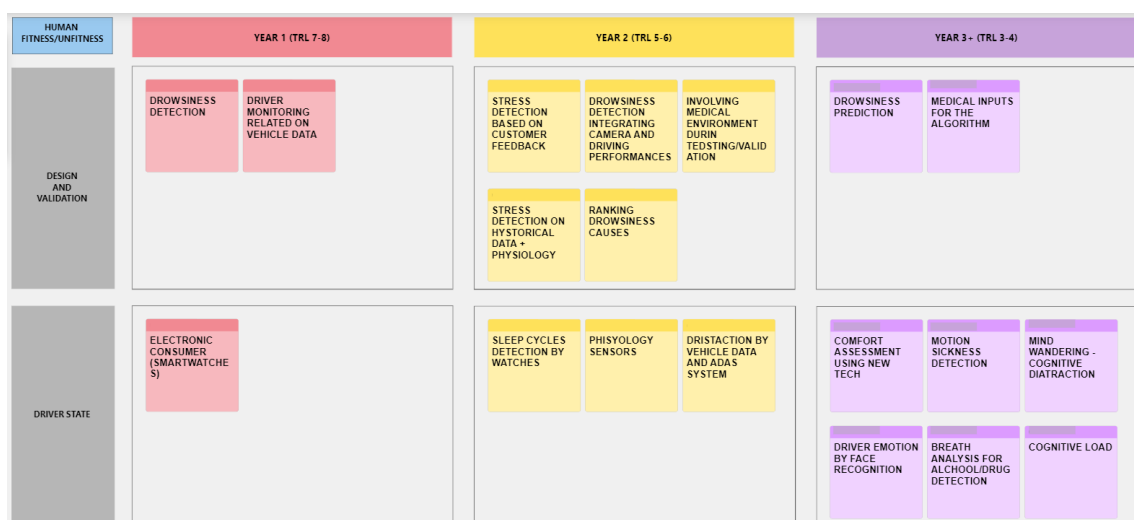 HUMAN
FITNESS/UNFITNESS
YEAR 1 (TRL 7-8)
YEAR 2 (TRL 5-6)
YEAR 3+ (TRL 3-4)
DESIGN
AND
VALIDATION
DROWSINESS
DETECTION
DRIVER
MONITORING
RELATED ON
VEHICLE DATA
STRESS
DETECTION
BASED ON
CUSTOMER
FEEDBACK
DROWSINESS
DETECTION
INTEGRATING
CAMERA AND
DRIVING
PERFORMANCES
INVOLVING
MEDICAL
ENVIRONMENT
DURIN
TEDSTING/VALID
ATION
STRESS
DETECTION ON
HYSTORICAL
DATA +
PHYSIOLOGY
RANKING
DROWSINESS
CAUSES
DROWSINESS
PREDICTION
MEDICAL INPUTS
FOR THE
ALGORITHM
DRIVER STATE
ELECTRONIC
CONSUMER
(SMARTWATCHE
S)
SLEEP CYCLES
DETECTION BY
WATCHES
PHISYOLOGY
SENSORS
DRISTACTION BY
VEHICLE DATA
AND ADAS
SYSTEM
COMFORT
ASSESSMENT
USING NEW
TECH
MOTION
SICKNESS
DETECTION
MIND
WANDERING -
COGNITIVE
DIATRACTION
DRIVER EMOTION
BY FACE
RECOGNITION
BREATH
ANALYSIS FOR
ALCHOOL/DRUG
DETECTION
COGNITIVE LOAD